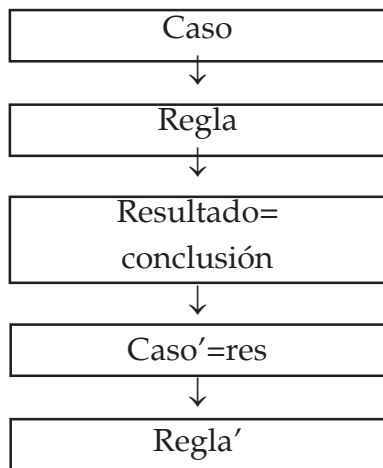 Caso
Regla
Resultado=
conclusión
Caso’=res
Regla’